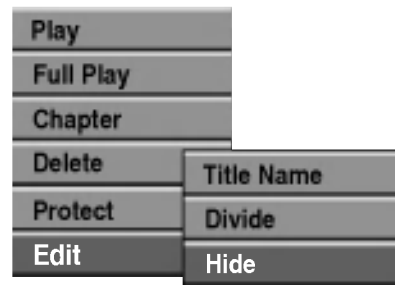 Play
Full Play
Chapter
Delete
Protect
Edit
Title Name
Divide
Hide